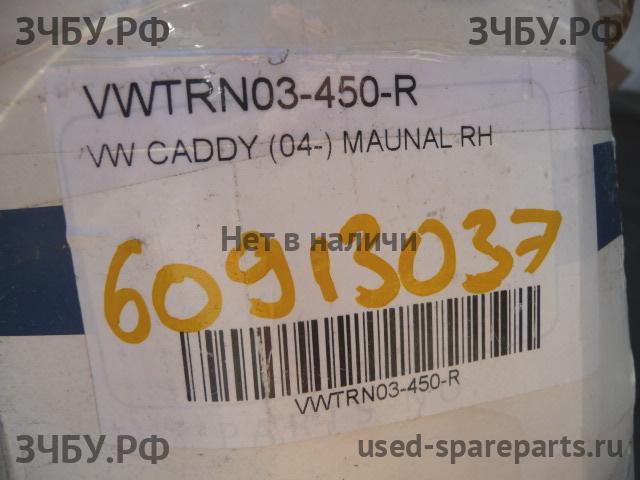 ЗЧБУ.РФ
ЗЧБУ.РФ
VWTRN03-450-R
VW CADDY (04-) MAUNAL RH
Нет в наличи
60913037
VWTRN03-450-R
PARTS
ЗЧБУ.РФ
used-spareparts.ru